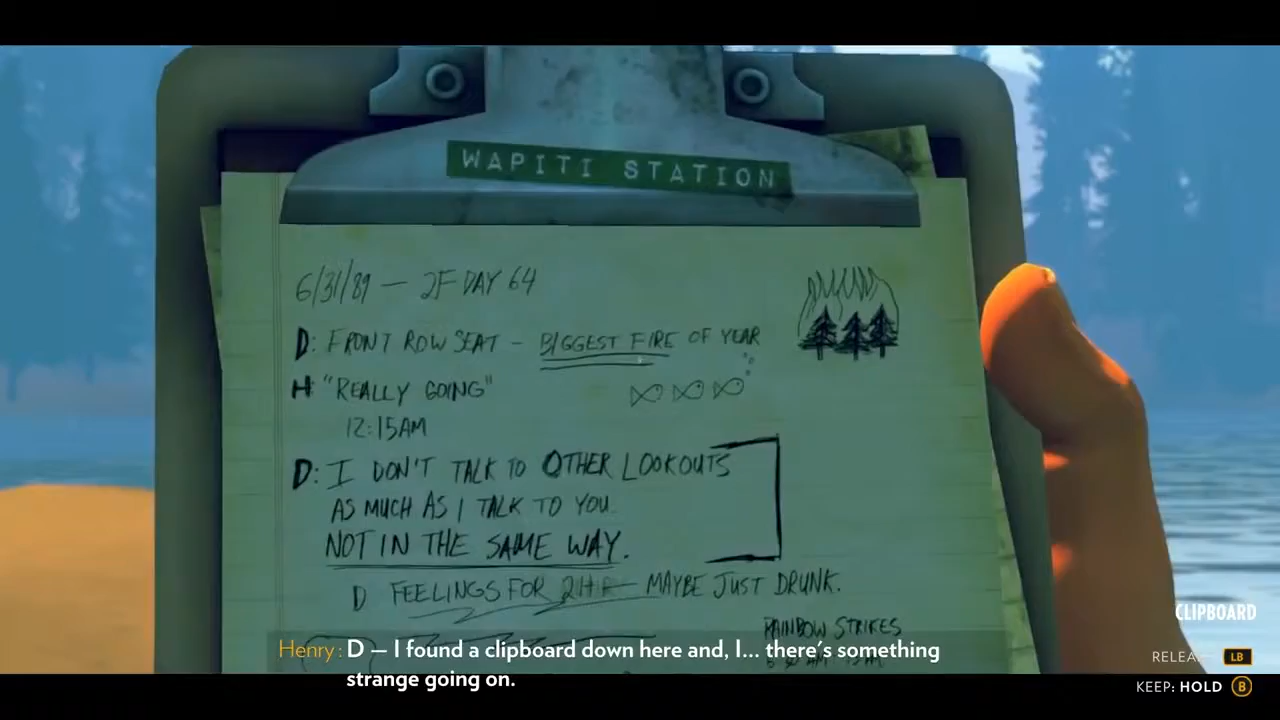 WAPITI STATION
6/31/89 — 2F DAY 64
D: FRONT ROW SEAT - BIGGEST FIRE OF YEAR
H: "REALLY GOING"
12:15AM
D: I DON'T TALK TO OTHER LOOKOUTS
AS MUCH AS I TALK TO YOU.
NOT IN THE SAME WAY.
D FEELINGS FOR MAYBE JUST DRUNK.
RAINBOW STRIKES
CLIPBOARD
Henry: D — I found a clipboard down here and, I... there's something
strange going on.
LB
KEEP: HOLD B